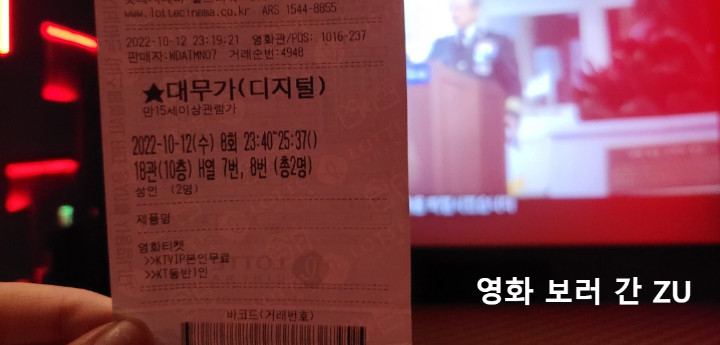 www.lottecinema.co.kr ARS 1544-8855
2022-10-12 23:19:21 영화관/POS: 1016-237
판매자:WDATMNO7 거래순번:4948
★대무가(디지털)
만15세이상관람가
2022-10-12(수) 8회 23:40~25:37()
18관(10층) H열 7번, 8번 (총2명)
성인 (2명)
제품명
영화티켓
>>KTVIP본인무료
>>KT동반1인
바코드(거래번호)
영화 보러 간 ZU